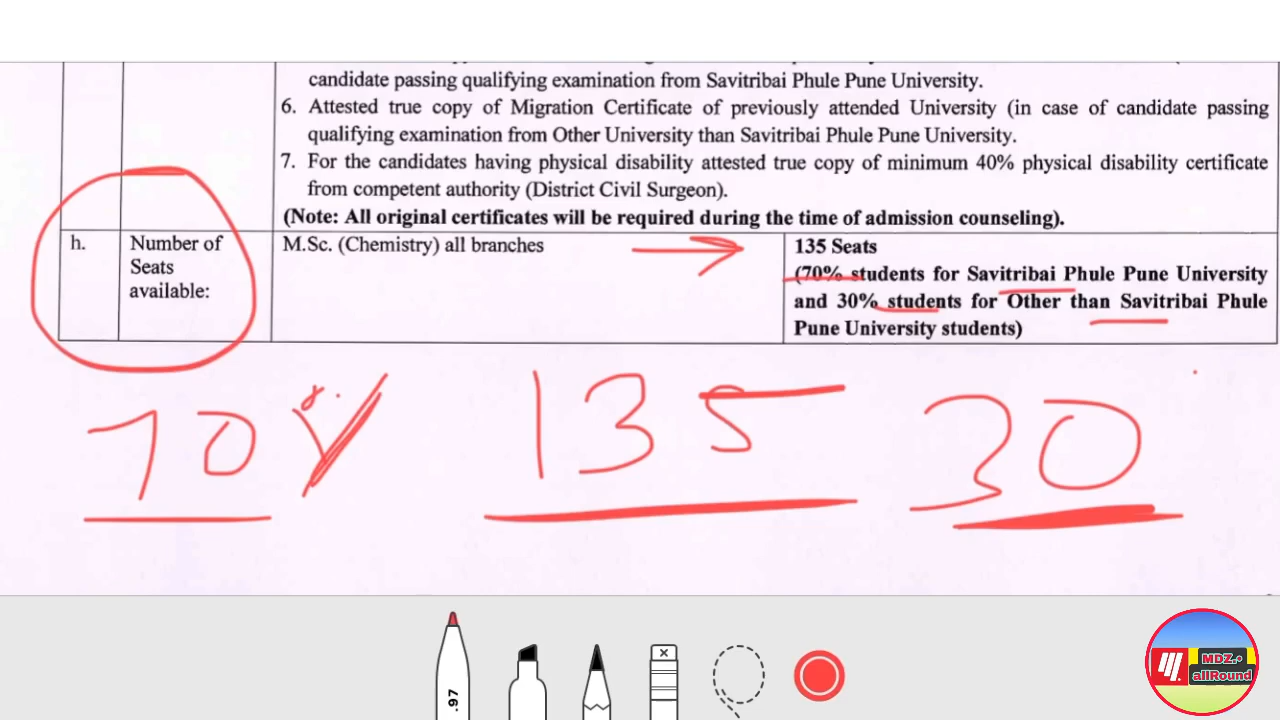 candidate passing qualifying examination from Savitribai Phule Pune University.
6. Attested true copy of Migration Certificate of previously attended University (in case of candidate passing
qualifying examination from Other University than Savitribai Phule Pune University.
7. For the candidates having physical disability attested true copy of minimum 40% physical disability certificate
from competent authority (District Civil Surgeon).
(Note: All original certificates will be required during the time of admission counseling).
h. Number of Seats available:
M.Sc. (Chemistry) all branches
135 Seats
(70% students for Savitribai Phule Pune University
and 30% students for Other than Savitribai Phule
Pune University students)
70 135 30
.97
MDZ.
allRound